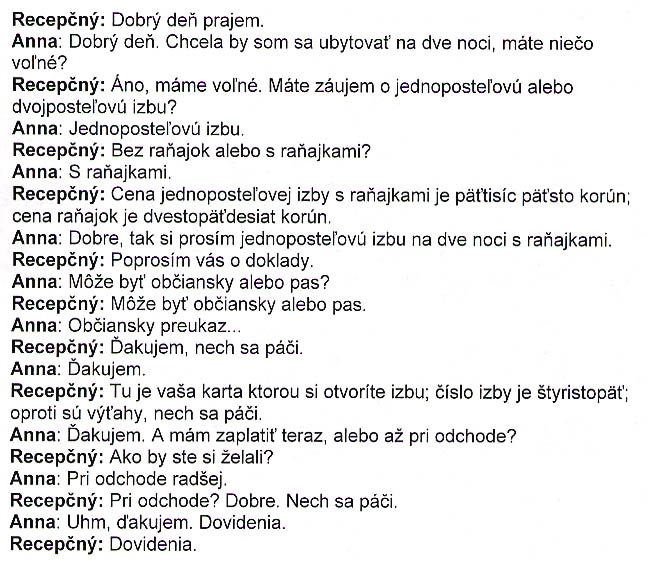 Recepčný: Dobrý deň prajem.
Anna: Dobrý deň. Chcela by som sa ubytovať na dve noci, máte niečo
voľné?
Recepčný: Áno, máme voľné. Máte záujem o jednoposteľovú alebo
dvojposteľovú izbu?
Anna: Jednoposteľovú izbu.
Recepčný: Bez raňajok alebo s raňajkami?
Anna: S raňajkami.
Recepčný: Cena jednoposteľovej izby s raňajkami je päťtisíc päťsto korún;
cena raňajok je dvestopäťdesiat korún.
Anna: Dobre, tak si prosím jednoposteľovú izbu na dve noci s raňajkami.
Recepčný: Poprosím vás o doklady.
Anna: Môže byť občiansky alebo pas?
Recepčný: Môže byť občiansky alebo pas.
Anna: Občiansky preukaz...
Recepčný: Ďakujem, nech sa páči.
Anna: Ďakujem.
Recepčný: Tu je vaša karta ktorou si otvoríte izbu; číslo izby je štyristopäť;
oproti sú výťahy, nech sa páči.
Anna: Ďakujem. A mám zaplatiť teraz, alebo až pri odchode?
Recepčný: Ako by ste si želali?
Anna: Pri odchode radšej.
Recepčný: Pri odchode? Dobre. Nech sa páči.
Anna: Uhm, ďakujem. Dovidenia.
Recepčný: Dovidenia.